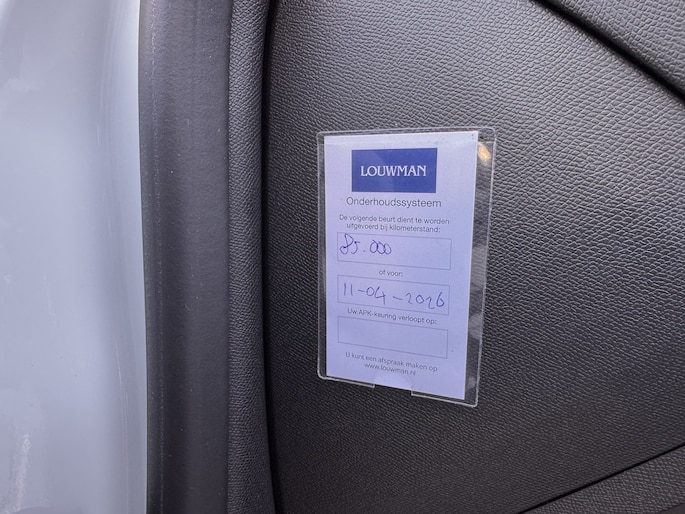 LOUWMAN
Onderhoudssysteem
De volgende beurt dient te worden
uitgevoerd bij kilometerstand:
85.000
of voor:
11-04-2026
Uw APK-keuring verloopt op:
U kunt een afspraak maken op
www.louwman.nl